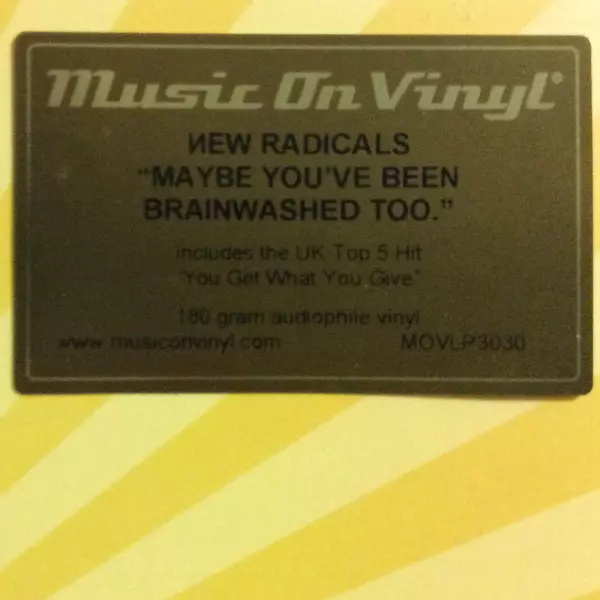 Music On Vinyl®
NEW RADICALS
"MAYBE YOU'VE BEEN
BRAINWASHED TOO."
includes the UK Top 5 Hit
"You Get What You Give"
180 gram audiophile vinyl
www.musiconvinyl.com MOVLP3030